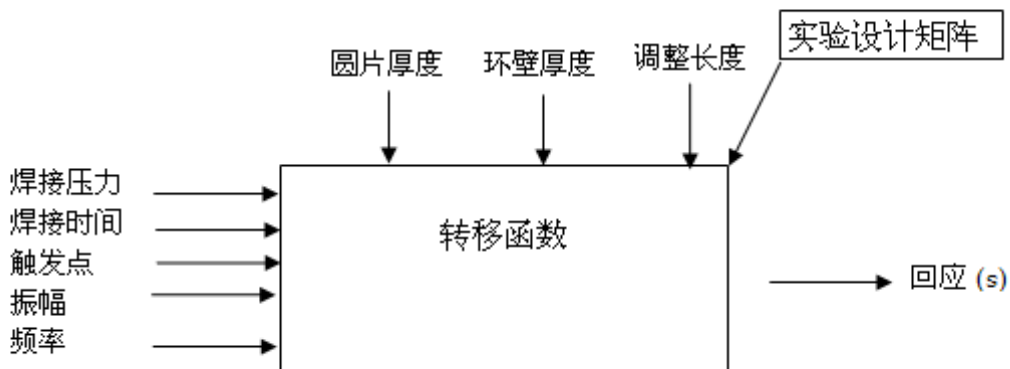 实验设计矩阵
圆片厚度 环壁厚度 调整长度
焊接压力
焊接时间
触发点
振幅
频率
转移函数
回应 (s)